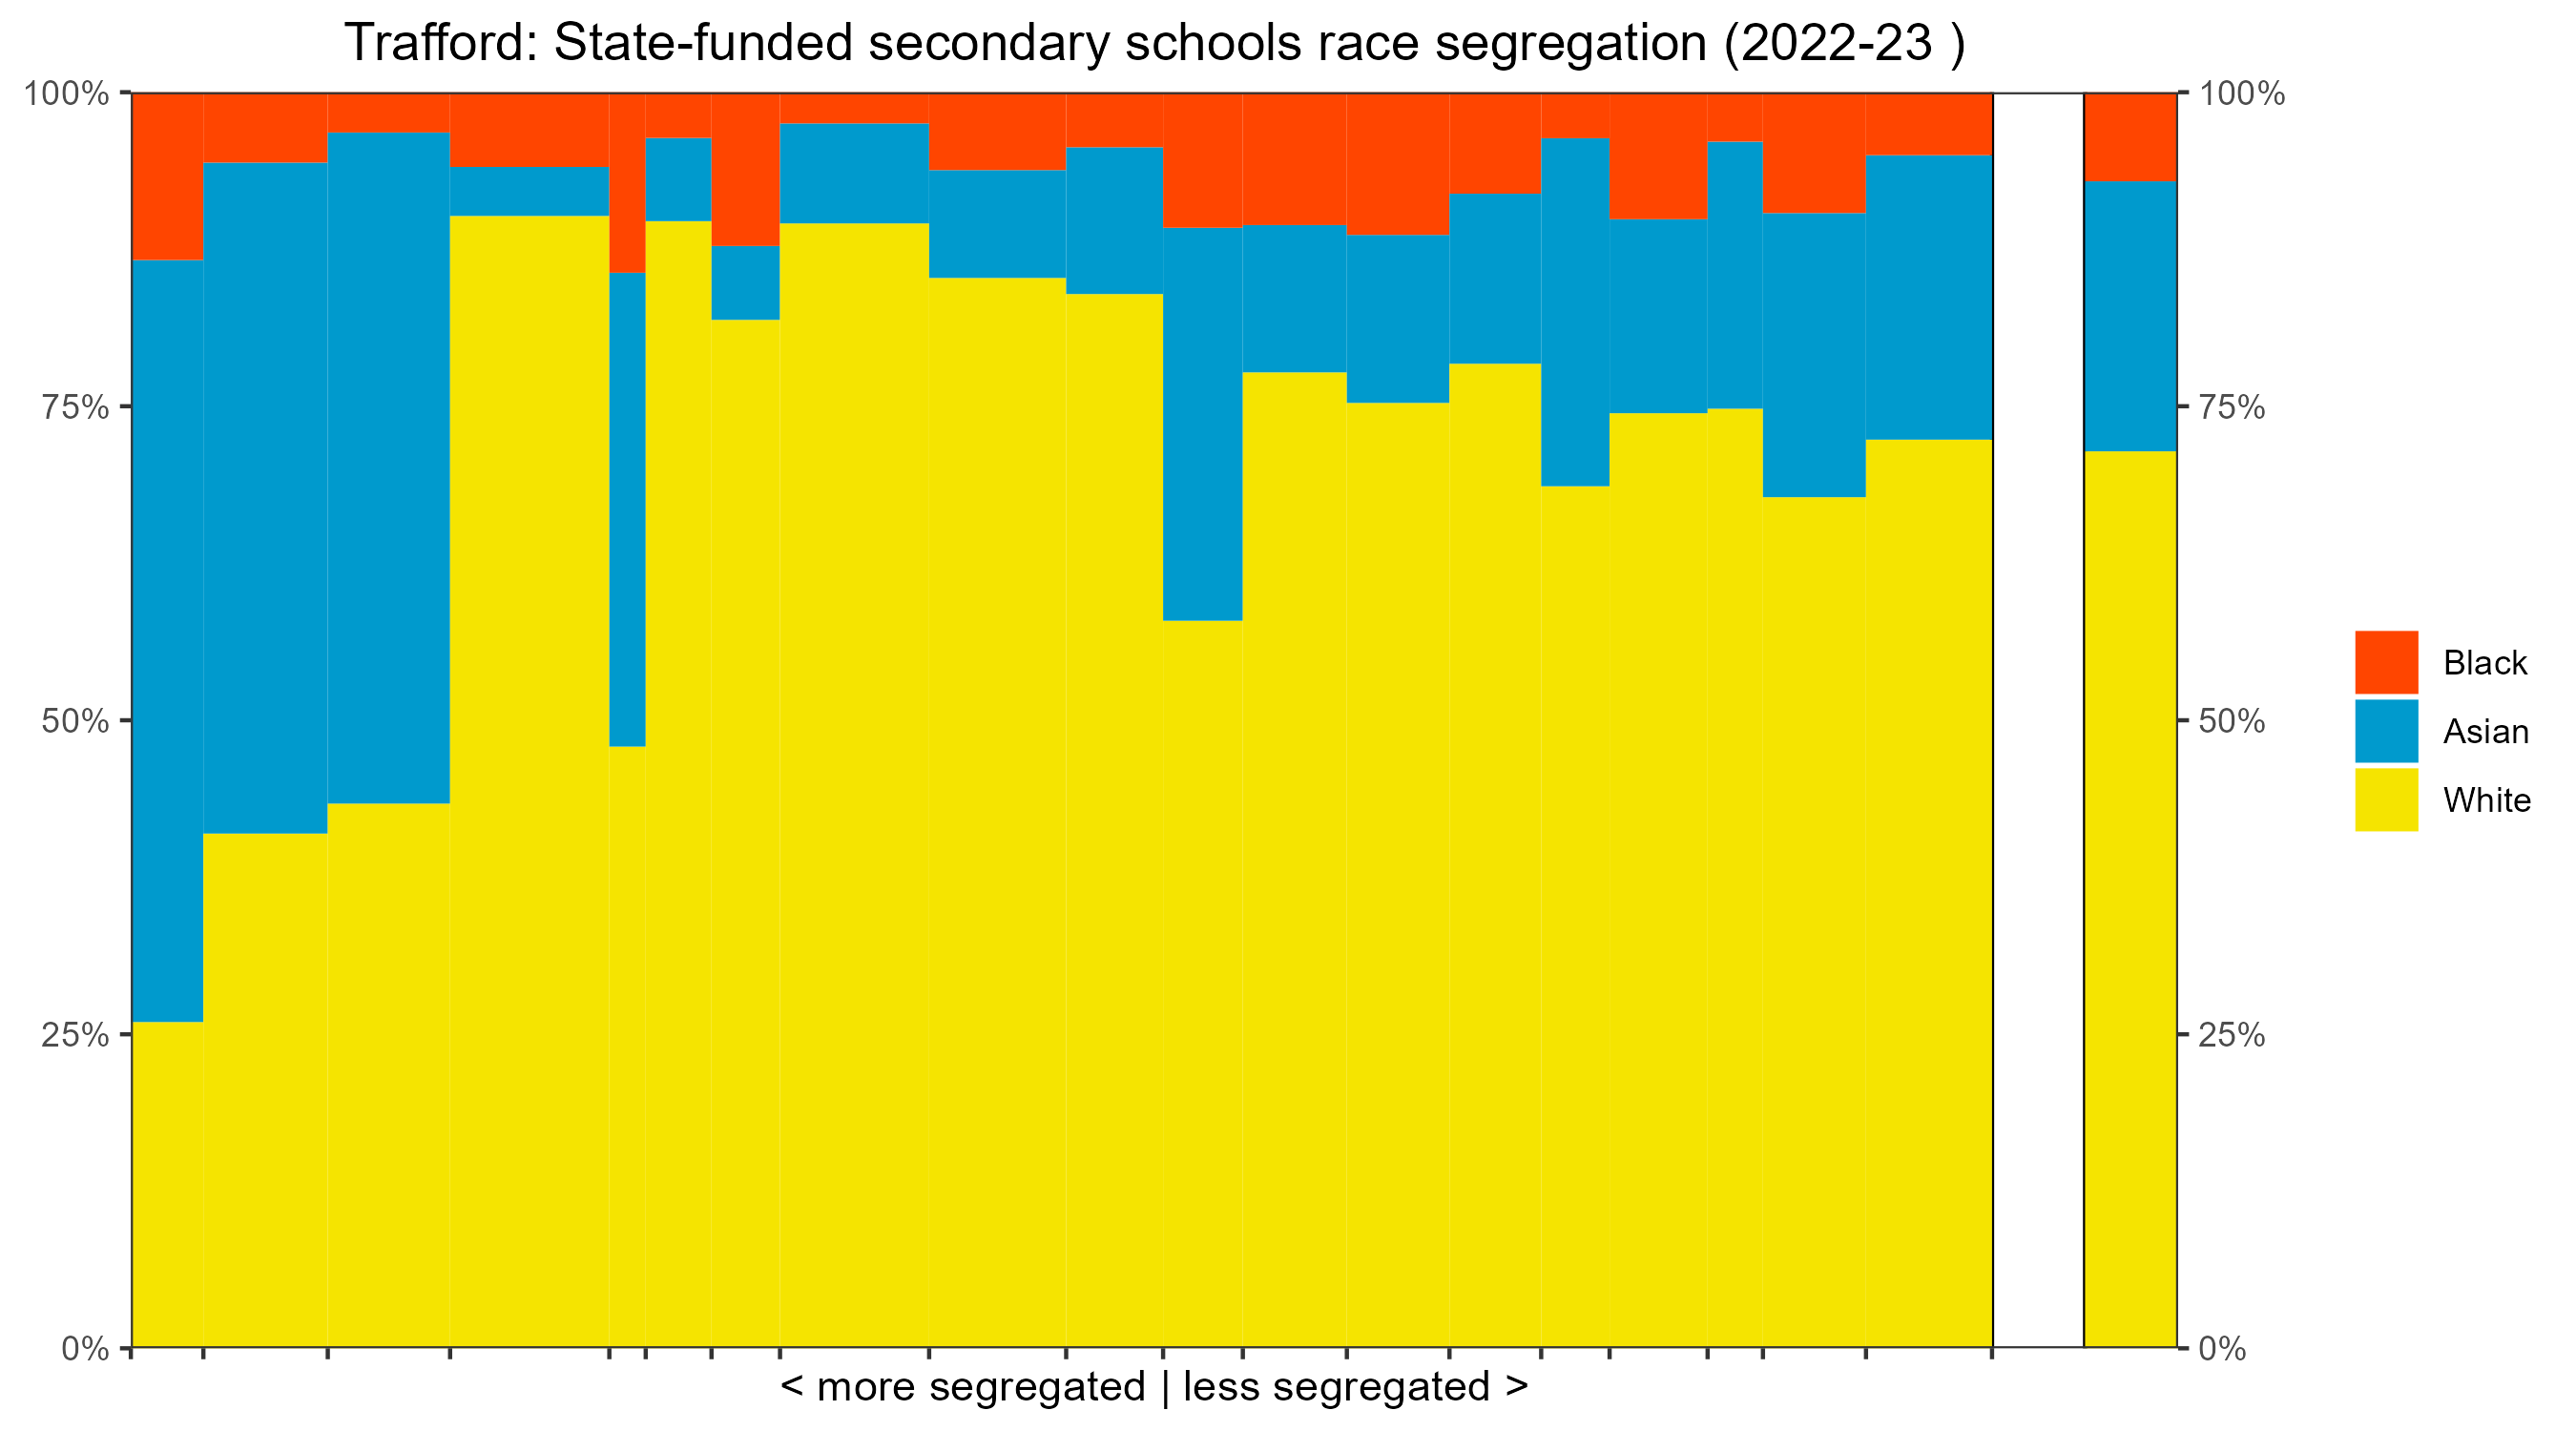 Trafford: State-funded secondary schools race segregation (2022-23 )
100%
75%
50%
25%
0%
100%
75%
50%
25%
0%
Black
Asian
White
< more segregated | less segregated >